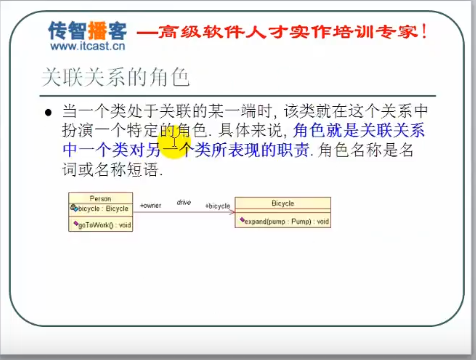 传智播客
www.itcast.cn
—高级软件人才实作培训专家!
关联关系的角色
当一个类处于关联的某一端时, 该类就在这个关系中
扮演一个特定的角色. 具体来说, 角色就是关联关系
中一个类对另一个类所表现的职责. 角色名称是名
词或名称短语.
Person
bicycle : Bicycle
goToWork() : void
+owner
drive
+bicycle
Bicycle
expand(pump : Pump) : void